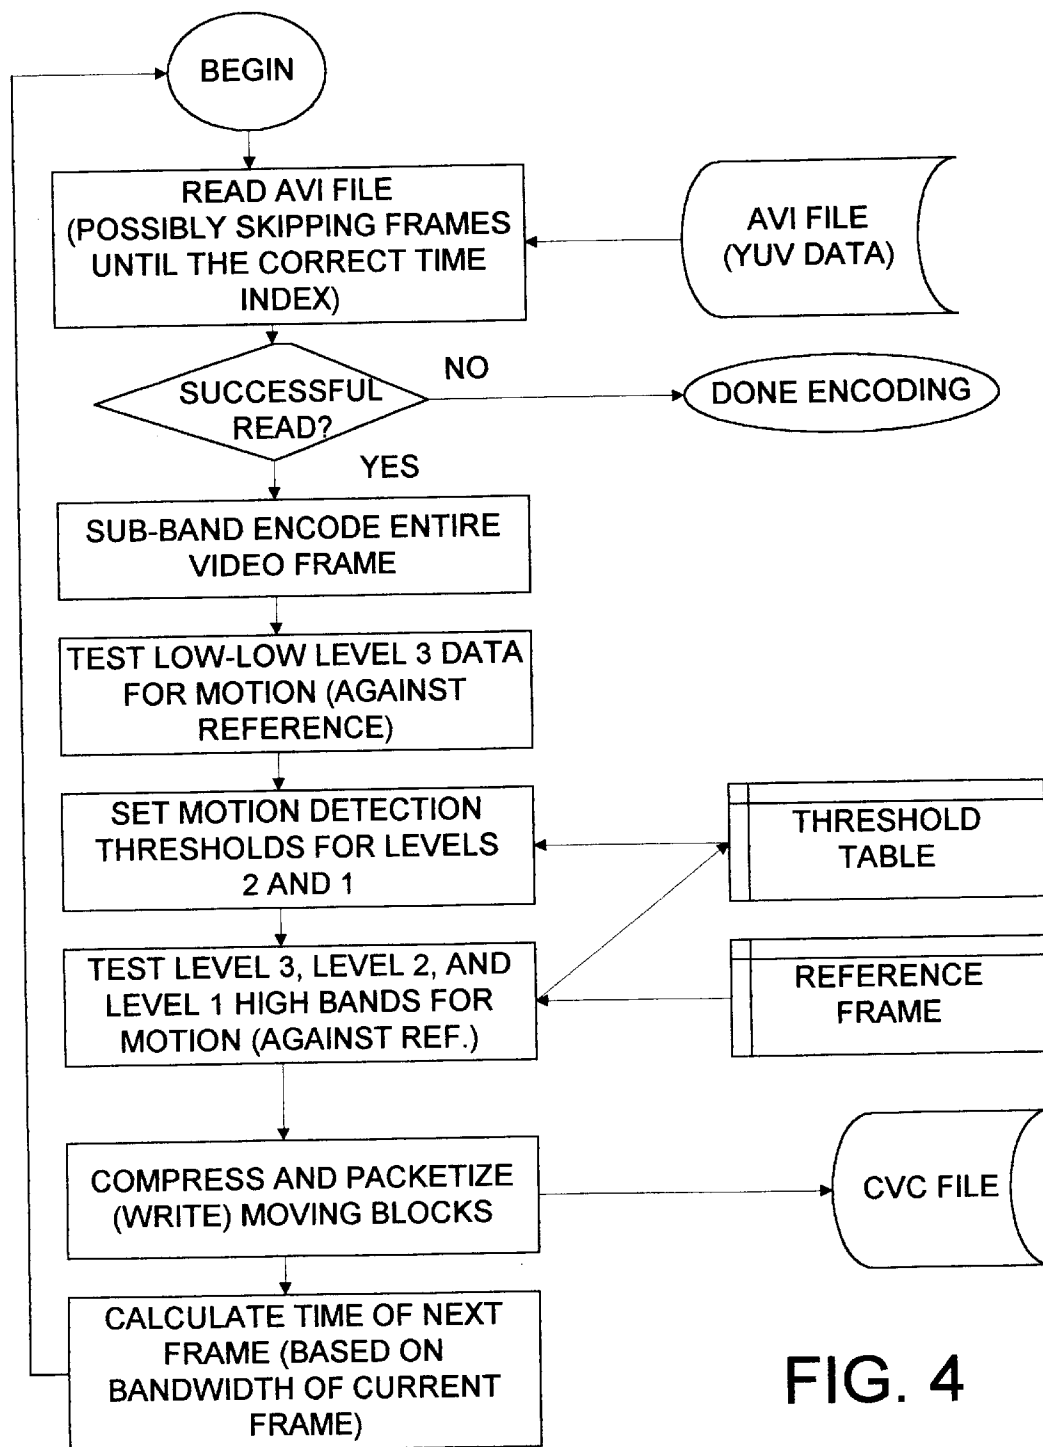 BEGIN
READ AVI FILE
(POSSIBLY SKIPPING FRAMES
UNTIL THE CORRECT TIME
INDEX)
AVI FILE
(YUV DATA)
SUCCESSFUL
READ?
NO
DONE ENCODING
YES
SUB-BAND ENCODE ENTIRE
VIDEO FRAME
TEST LOW-LOW LEVEL 3 DATA
FOR MOTION (AGAINST
REFERENCE)
SET MOTION DETECTION
THRESHOLDS FOR LEVELS
2 AND 1
THRESHOLD
TABLE
TEST LEVEL 3, LEVEL 2, AND
LEVEL 1 HIGH BANDS FOR
MOTION (AGAINST REF.)
REFERENCE
FRAME
COMPRESS AND PACKETIZE
(WRITE) MOVING BLOCKS
CVC FILE
CALCULATE TIME OF NEXT
FRAME (BASED ON
BANDWIDTH OF CURRENT
FRAME)
FIG. 4